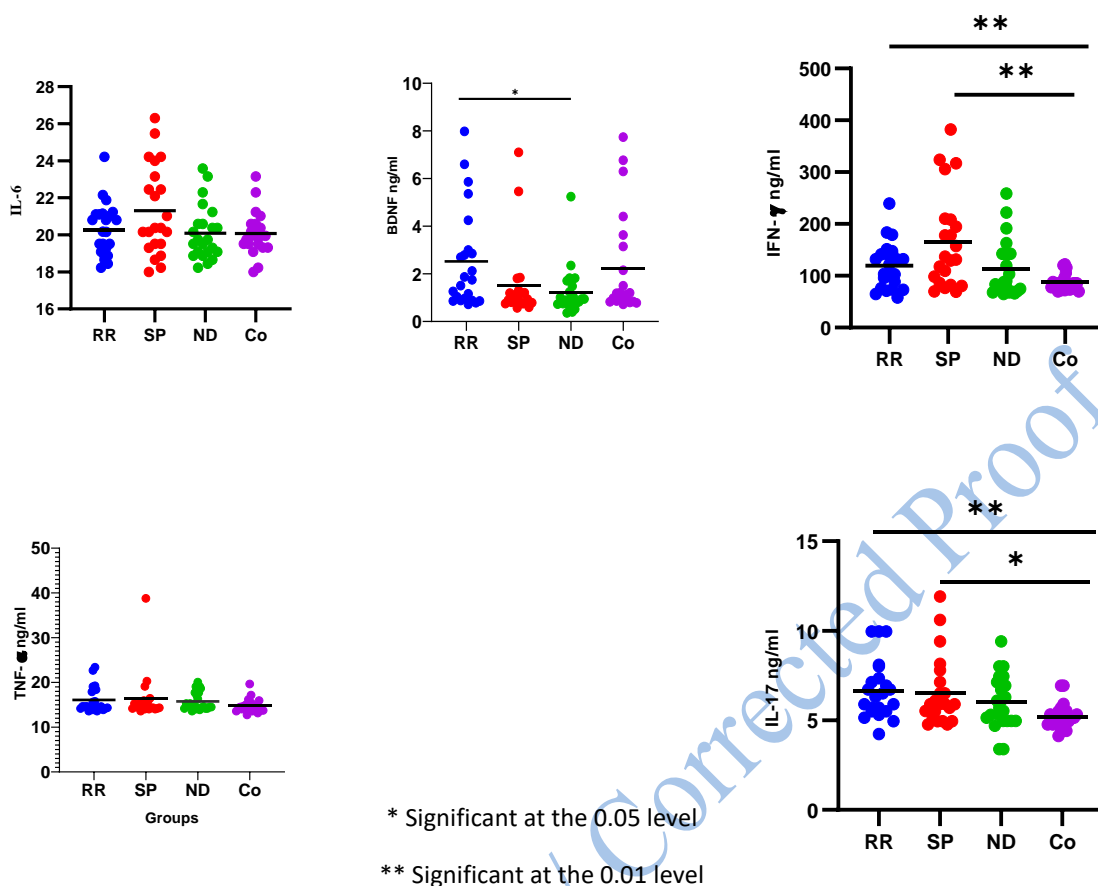 28
26
24
22
20
18
16
IL-6
RR SP ND Co
10
8
6
4
2
0
BDNF ng/ml
*
RR SP ND Co
**
**
500
400
300
200
100
0
IFN-γ ng/ml
RR SP ND Co
50
40
30
20
10
0
TNF-α ng/ml
RR SP ND Co
Groups
**
*
15
10
5
0
IL-17 ng/ml
RR SP ND Co
* Significant at the 0.05 level
** Significant at the 0.01 level
/ Corrected Proof